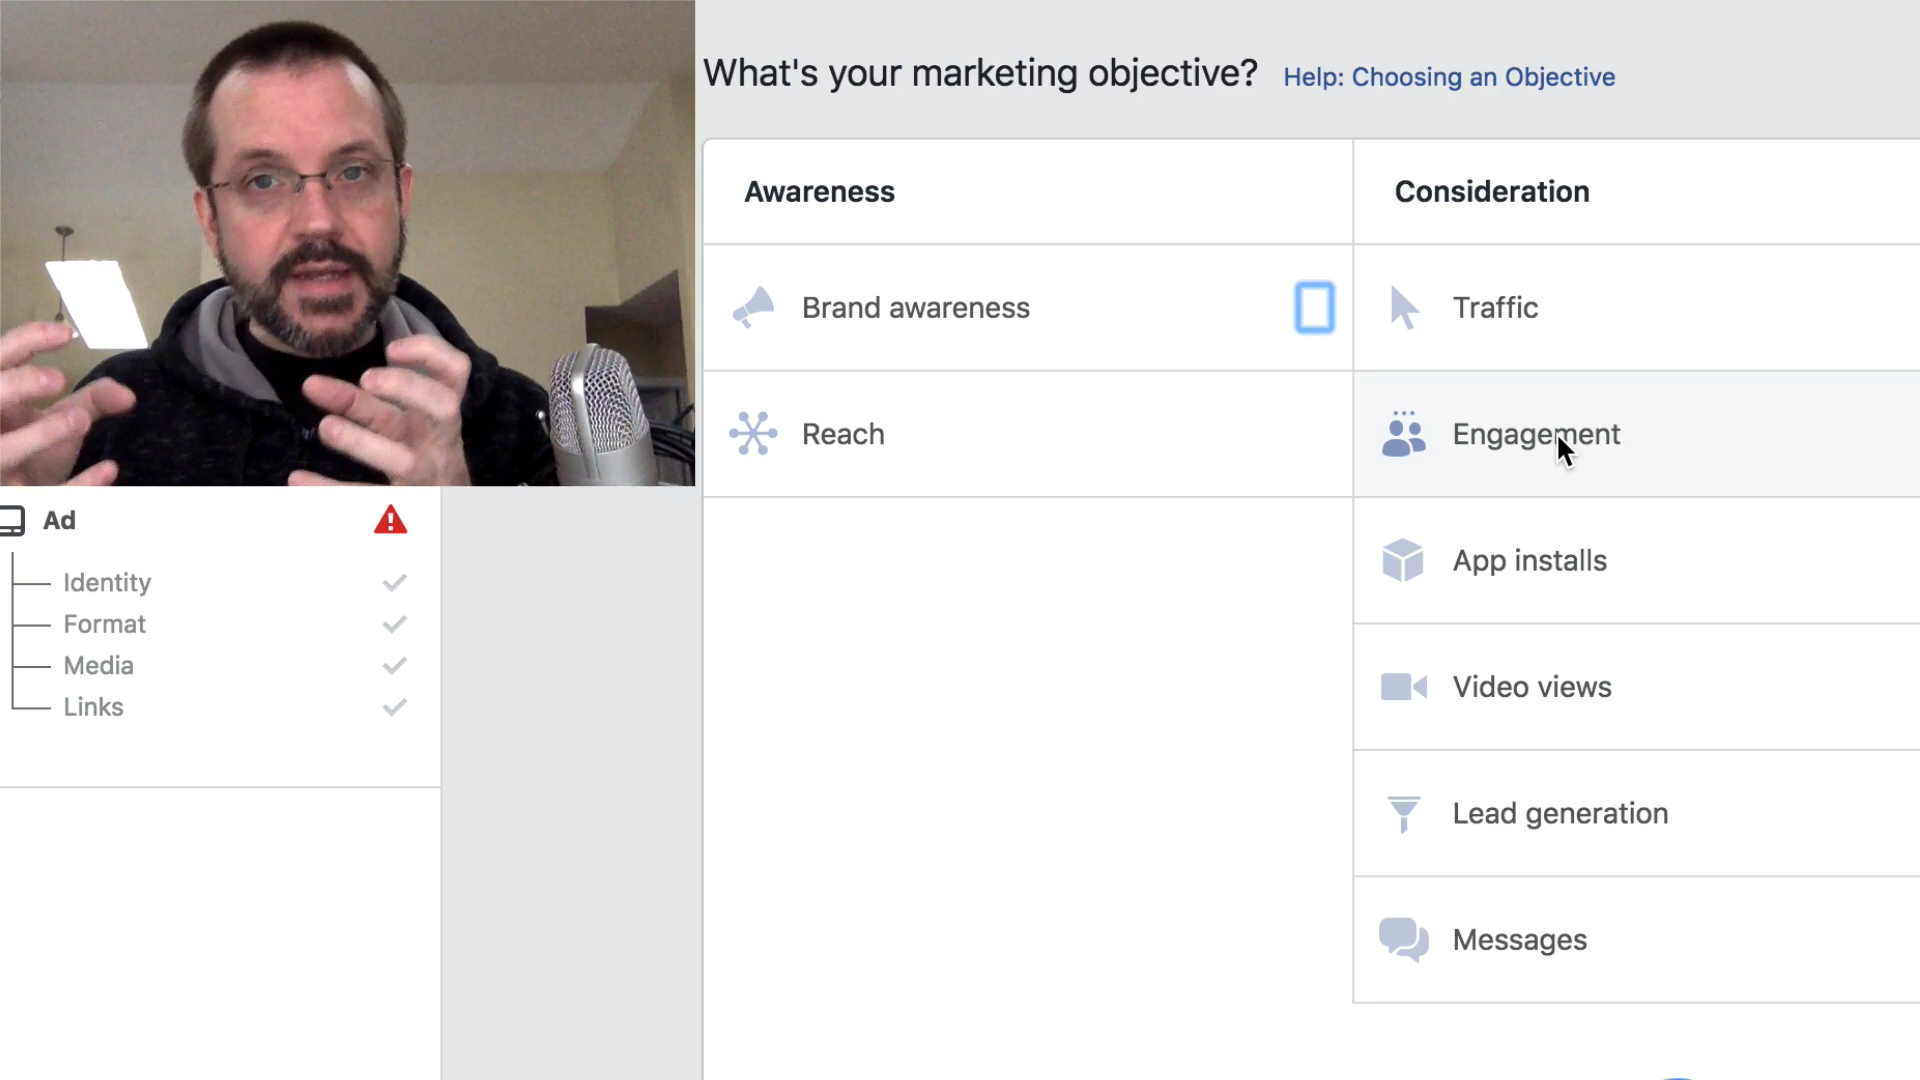 What's your marketing objective? Help: Choosing an Objective
Awareness
Consideration
Brand awareness
Traffic
Reach
Engagement
App installs
Video views
Lead generation
Messages
Ad
Identity
Format
Media
Links